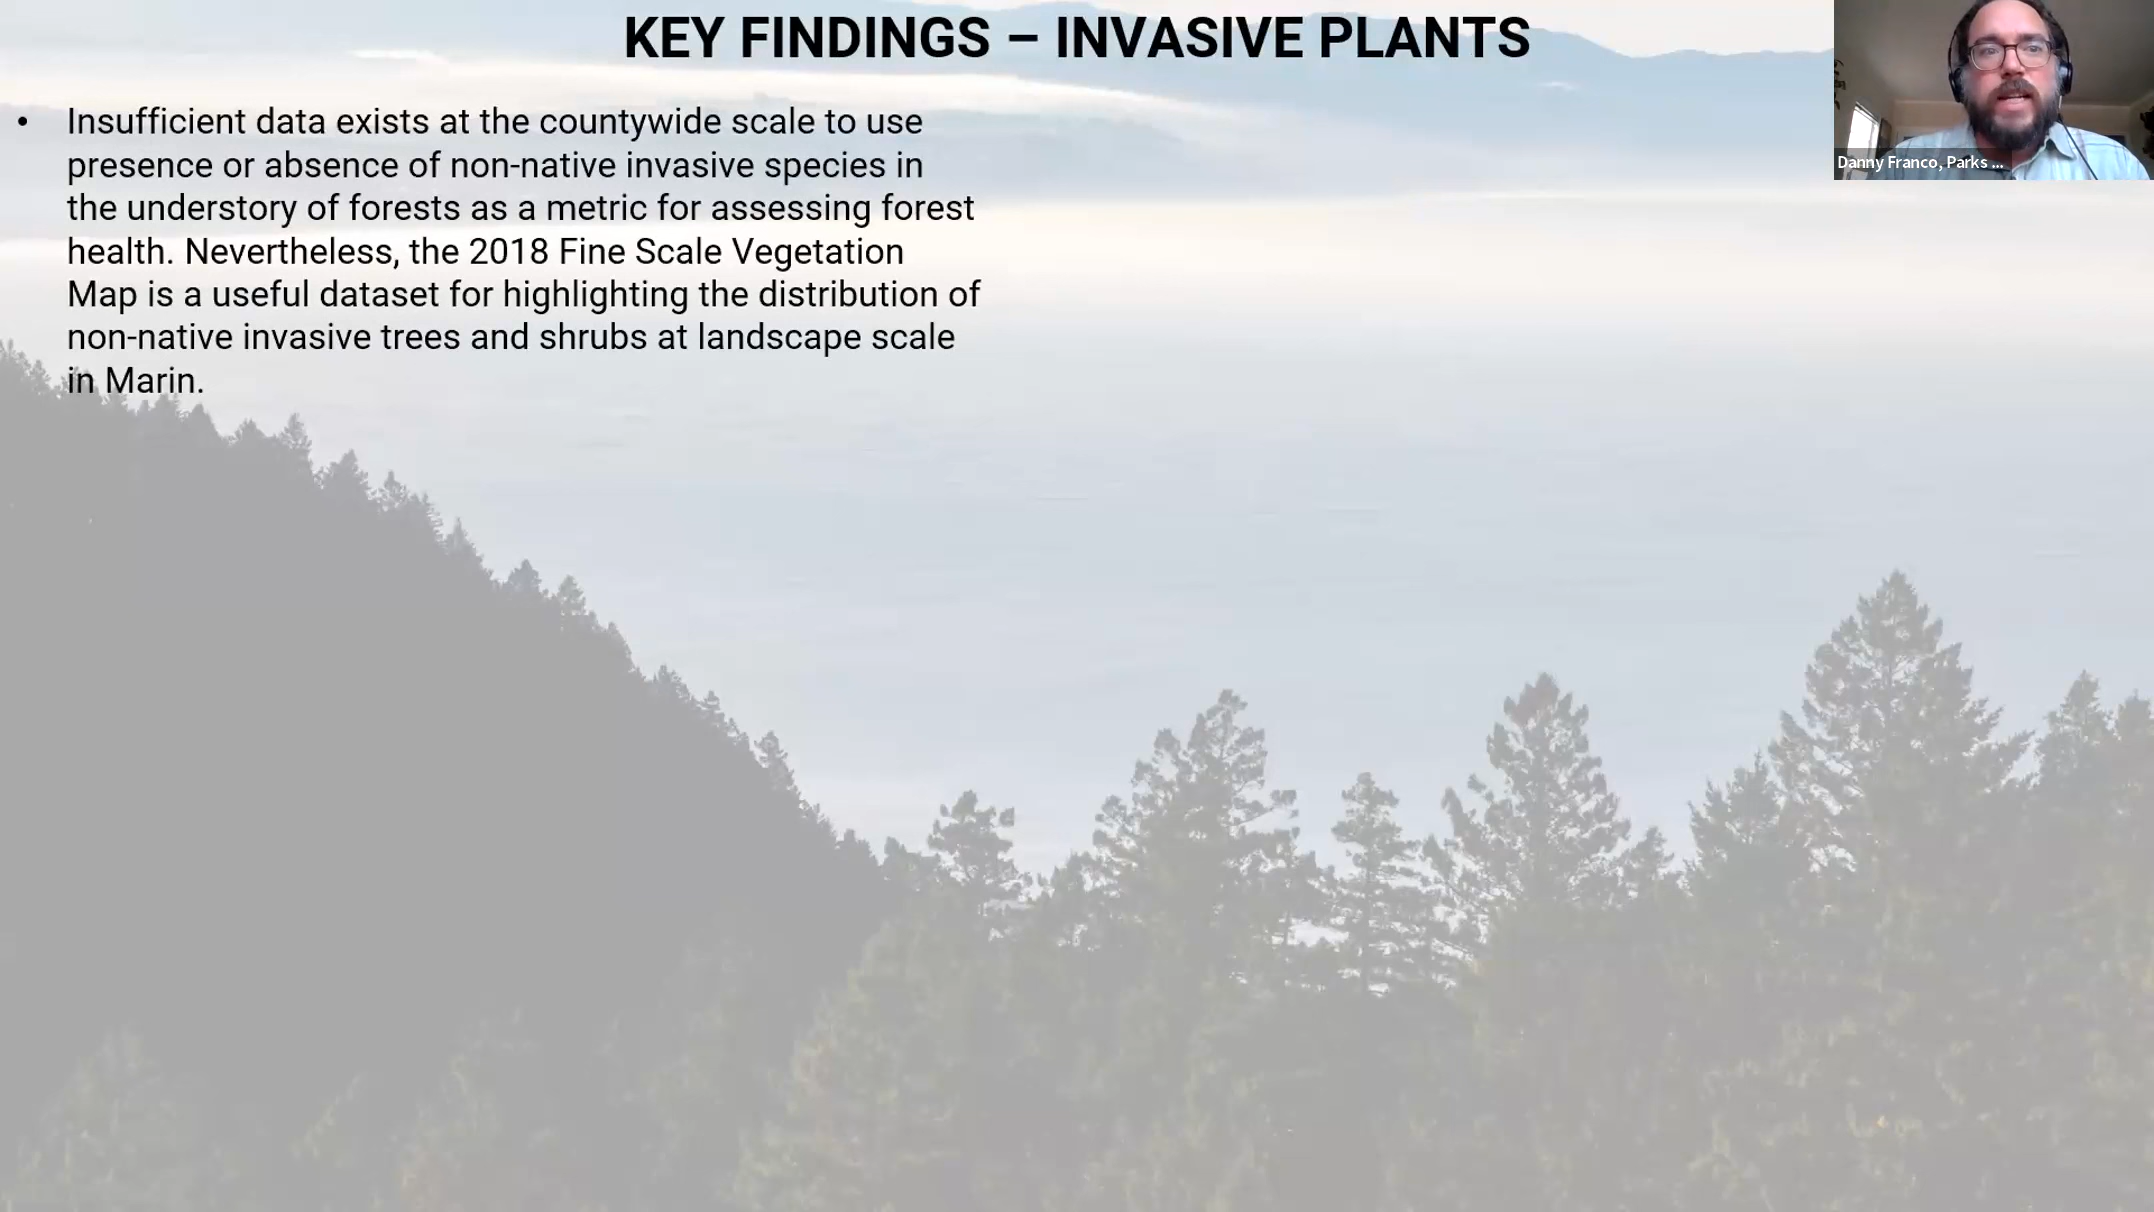 KEY FINDINGS – INVASIVE PLANTS
• Insufficient data exists at the countywide scale to use
presence or absence of non-native invasive species in
the understory of forests as a metric for assessing forest
health. Nevertheless, the 2018 Fine Scale Vegetation
Map is a useful dataset for highlighting the distribution of
non-native invasive trees and shrubs at landscape scale
in Marin.
Danny Franco, Parks ...